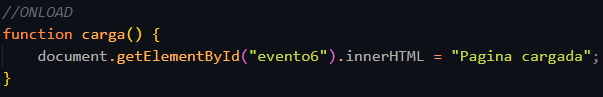 //ONLOAD
function carga() {
    document.getElementById("evento6").innerHTML = "Pagina cargada";
}